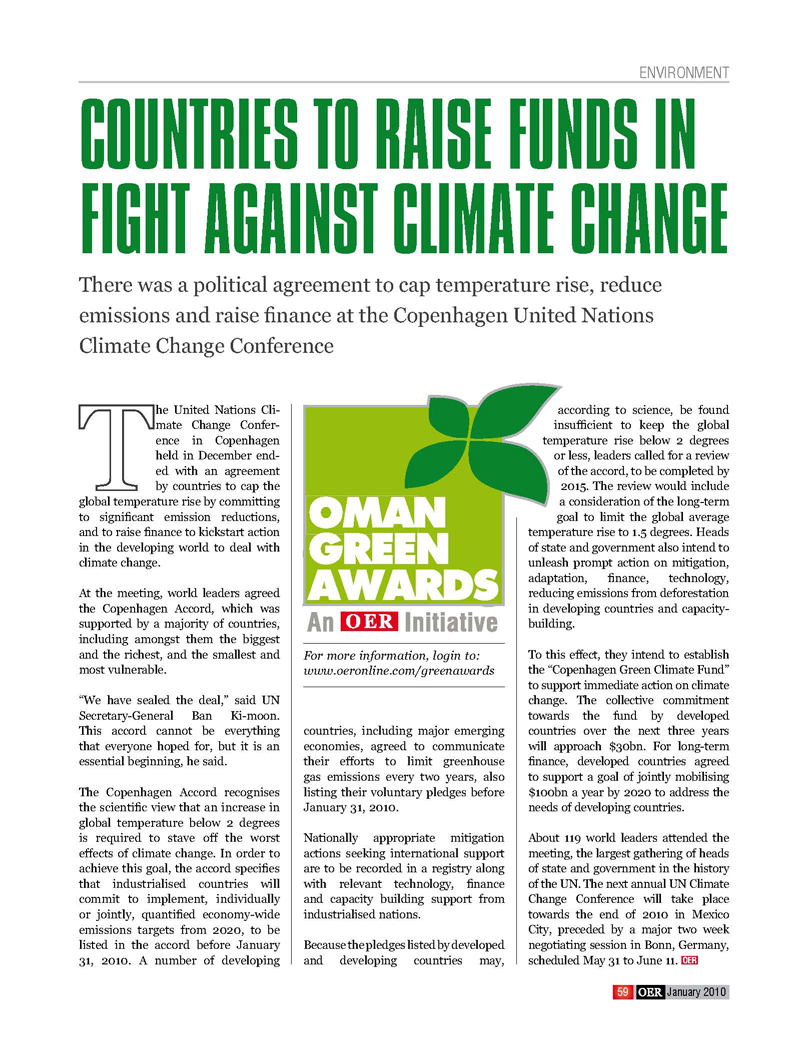 ENVIRONMENT
COUNTRIES TO RAISE FUNDS IN
FIGHT AGAINST CLIMATE CHANGE
There was a political agreement to cap temperature rise, reduce
emissions and raise finance at the Copenhagen United Nations
Climate Change Conference
The United Nations Cli-
mate Change Confer-
ence in Copenhagen
held in December end-
ed with an agreement
by countries to cap the
global temperature rise by committing
to significant emission reductions,
and to raise finance to kickstart action
in the developing world to deal with
climate change.
At the meeting, world leaders agreed
the Copenhagen Accord, which was
supported by a majority of countries,
including amongst them the biggest
and the richest, and the smallest and
most vulnerable.
“We have sealed the deal,” said UN
Secretary-General Ban Ki-moon.
This accord cannot be everything
that everyone hoped for, but it is an
essential beginning, he said.
The Copenhagen Accord recognises
the scientific view that an increase in
global temperature below 2 degrees
is required to stave off the worst
effects of climate change. In order to
achieve this goal, the accord specifies
that industrialised countries will
commit to implement, individually
or jointly, quantified economy-wide
emissions targets from 2020, to be
listed in the accord before January
31, 2010. A number of developing
OMAN
GREEN
AWARDS
An OER Initiative
For more information, login to:
www.oeronline.com/greenawards
countries, including major emerging
economies, agreed to communicate
their efforts to limit greenhouse
gas emissions every two years, also
listing their voluntary pledges before
January 31, 2010.
Nationally appropriate mitigation
actions seeking international support
are to be recorded in a registry along
with relevant technology, finance
and capacity building support from
industrialised nations.
Because the pledges listed by developed
and developing countries may,
according to science, be found
insufficient to keep the global
temperature rise below 2 degrees
or less, leaders called for a review
of the accord, to be completed by
2015. The review would include
a consideration of the long-term
goal to limit the global average
temperature rise to 1.5 degrees. Heads
of state and government also intend to
unleash prompt action on mitigation,
adaptation, finance, technology,
reducing emissions from deforestation
in developing countries and capacity-
building.
To this effect, they intend to establish
the “Copenhagen Green Climate Fund”
to support immediate action on climate
change. The collective commitment
towards the fund by developed
countries over the next three years
will approach $30bn. For long-term
finance, developed countries agreed
to support a goal of jointly mobilising
$100bn a year by 2020 to address the
needs of developing countries.
About 119 world leaders attended the
meeting, the largest gathering of heads
of state and government in the history
of the UN. The next annual UN Climate
Change Conference will take place
towards the end of 2010 in Mexico
City, preceded by a major two week
negotiating session in Bonn, Germany,
scheduled May 31 to June 11. OER
59 OER January 2010